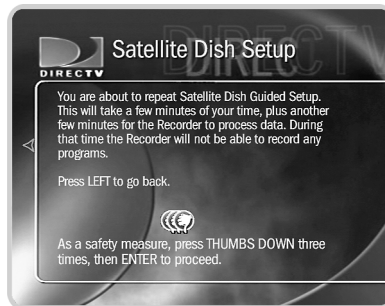 DIRECTV
Satellite Dish Setup
DIRECTV
You are about to repeat Satellite Dish Guided Setup.
This will take a few minutes of your time, plus another
few minutes for the Recorder to process data. During
that time the Recorder will not be able to record any
programs.
Press LEFT to go back.
As a safety measure, press THUMBS DOWN three
times, then ENTER to proceed.